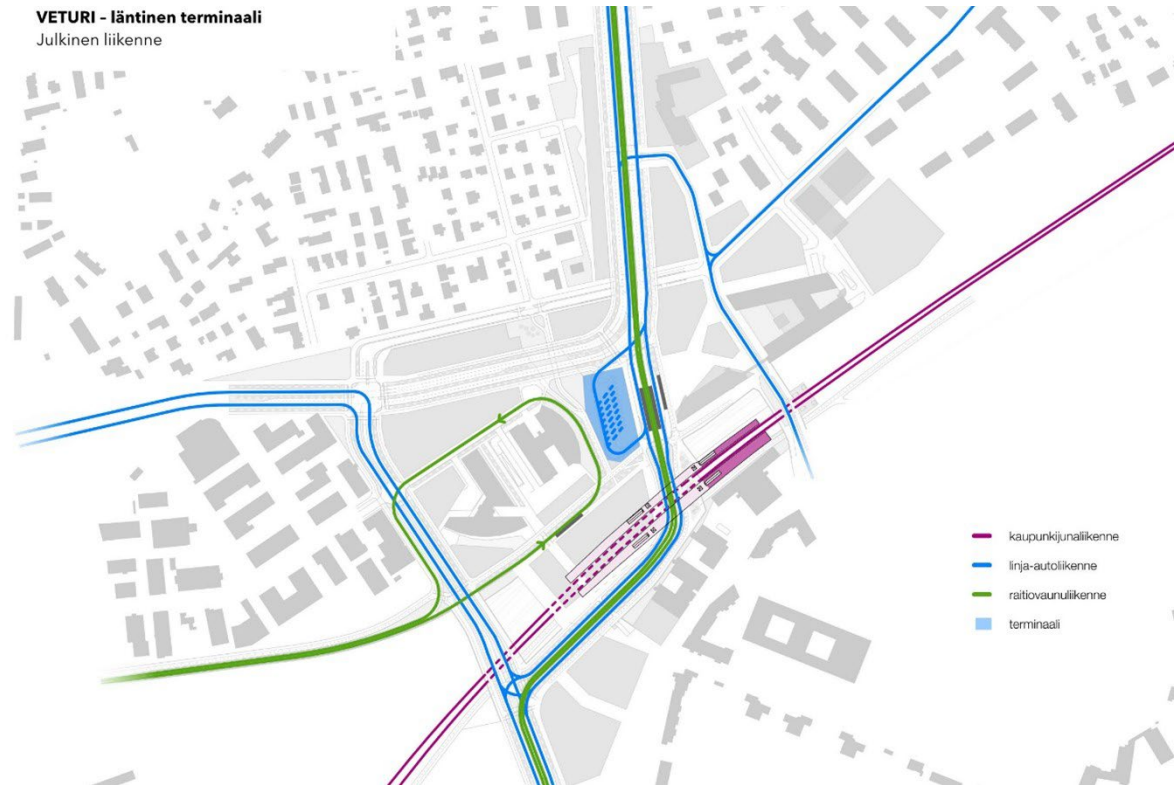 VETURI – läntinen terminaali
Julkinen liikenne
kaupunkijunaliikenne
linja-autoliikenne
raitiovaunuliikenne
terminaali